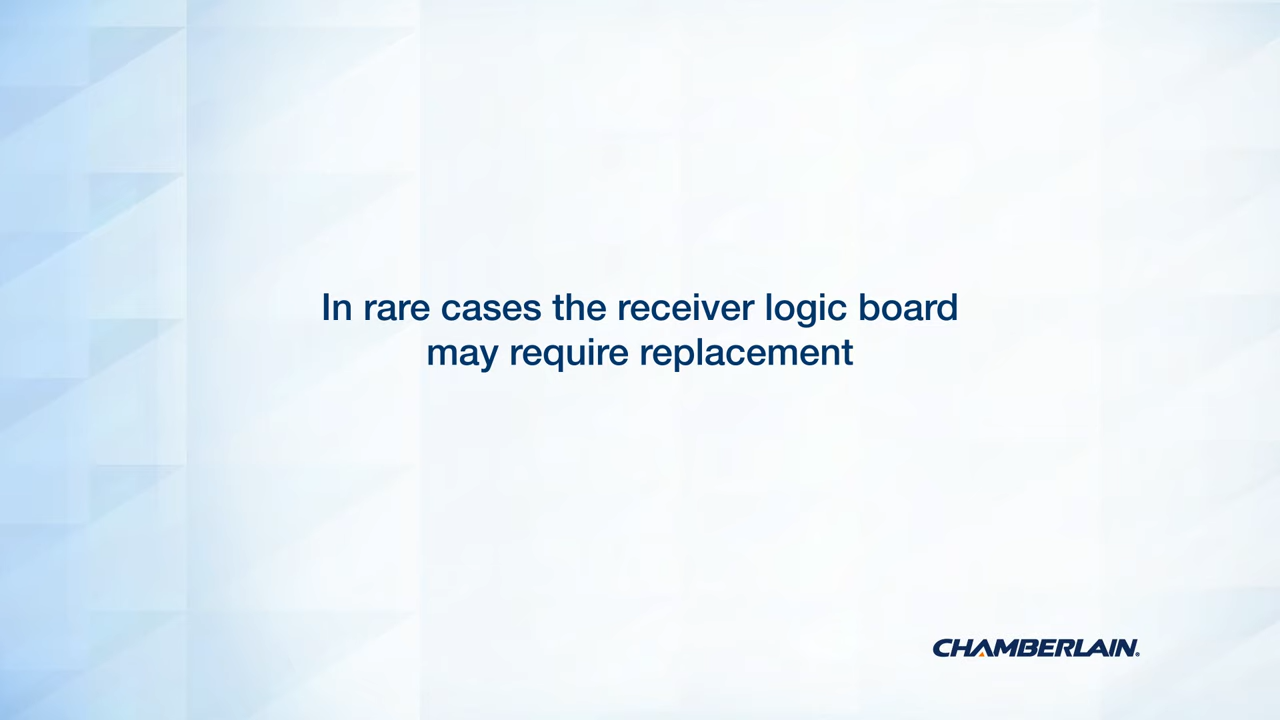 In rare cases the receiver logic board
may require replacement
CHAMBERLAIN®